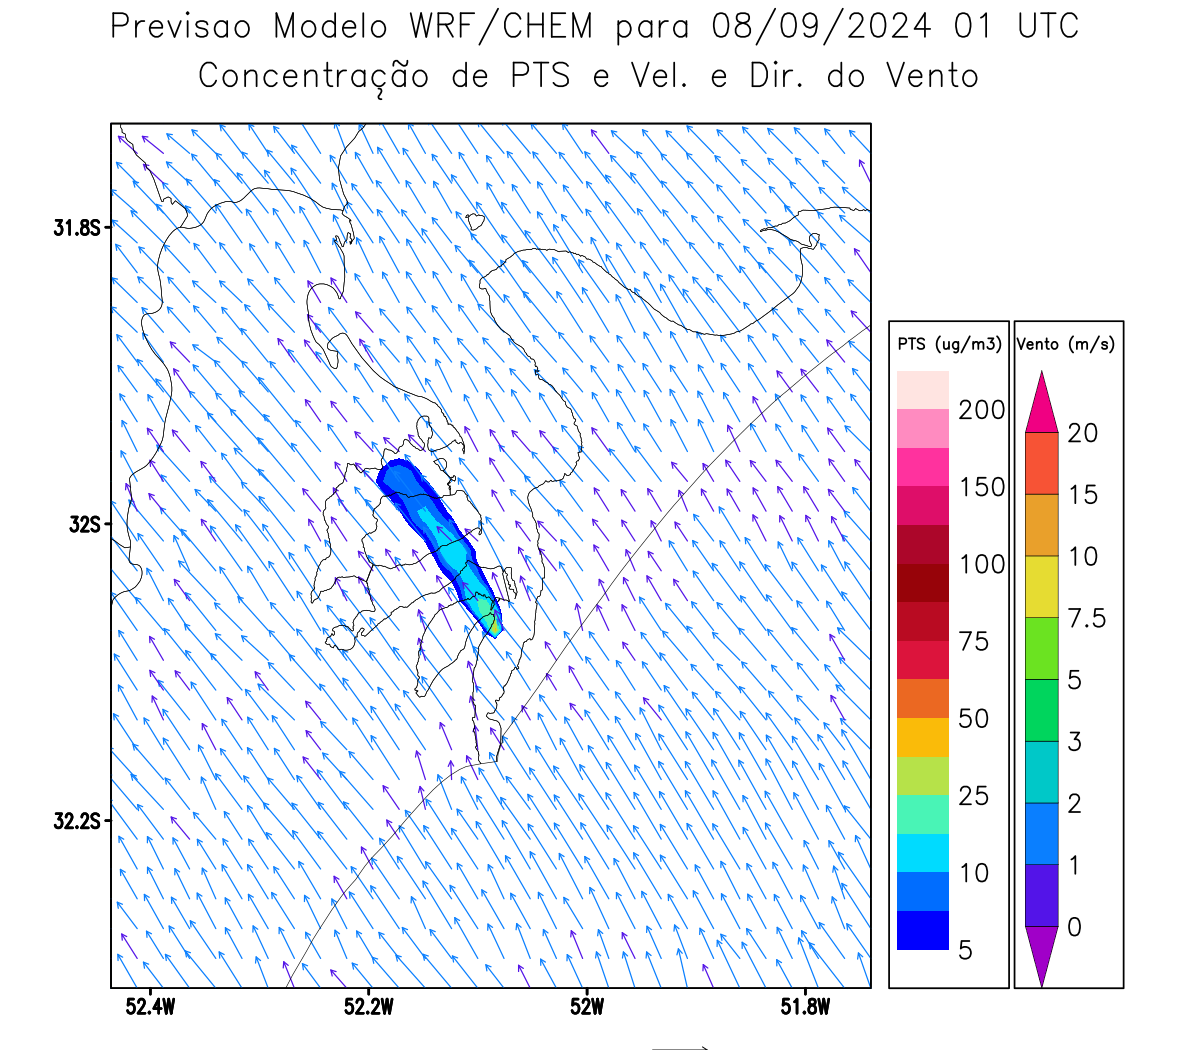 Previsao Modelo WRF/CHEM para 08/09/2024 01 UTC
Concentração de PTS e Vel. e Dir. do Vento
31.8S
32S
32.2S
52.4W
52.2W
52W
51.8W
PTS (ug/m3)
200
150
100
75
50
25
10
5
Vento (m/s)
20
15
10
7.5
5
3
2
1
0